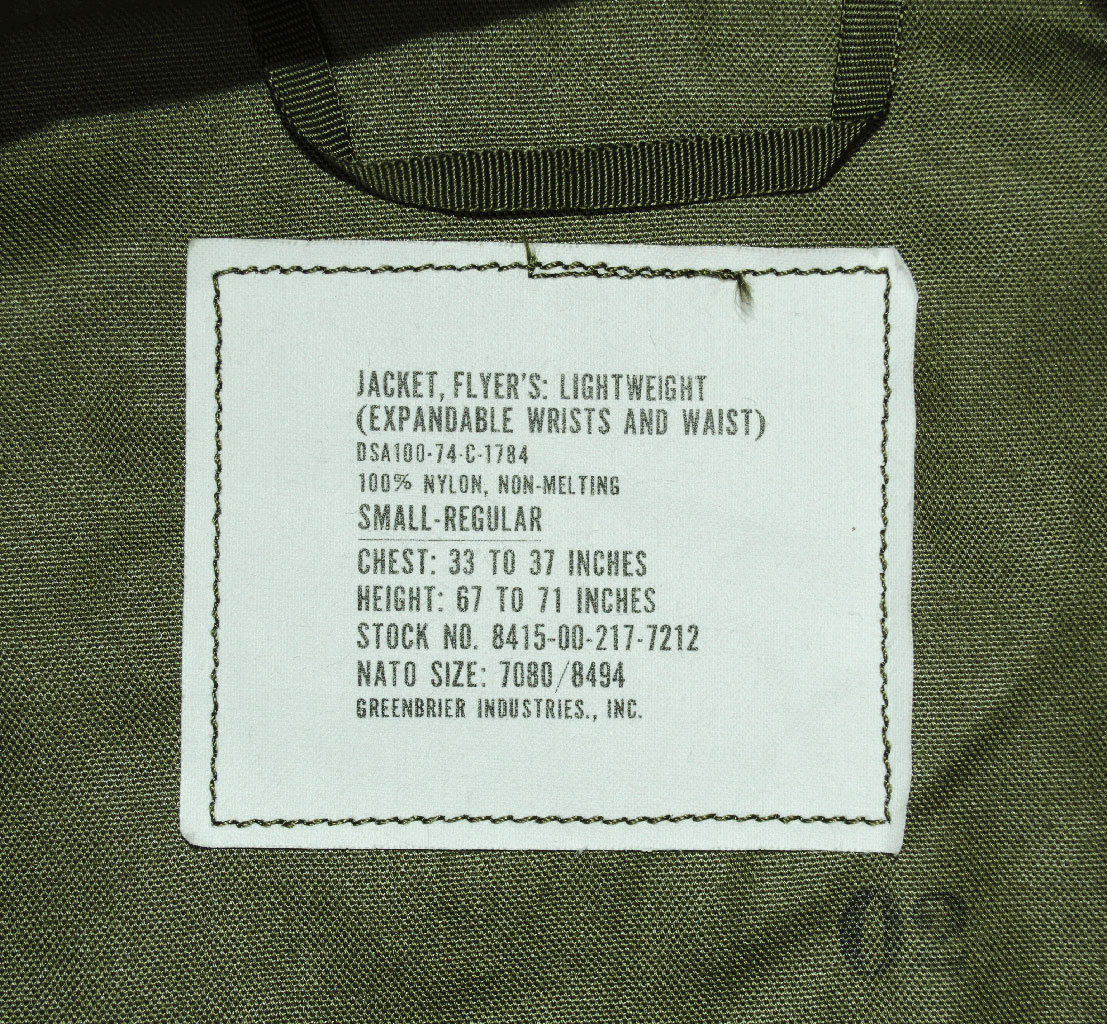 JACKET, FLYER'S: LIGHTWEIGHT
(EXPANDABLE WRISTS AND WAIST)
DSA100-74-C-1784
100% NYLON, NON-MELTING
SMALL-REGULAR
CHEST: 33 TO 37 INCHES
HEIGHT: 67 TO 71 INCHES
STOCK NO. 8415-00-217-7212
NATO SIZE: 7080/8494
GREENBRIER INDUSTRIES., INC.